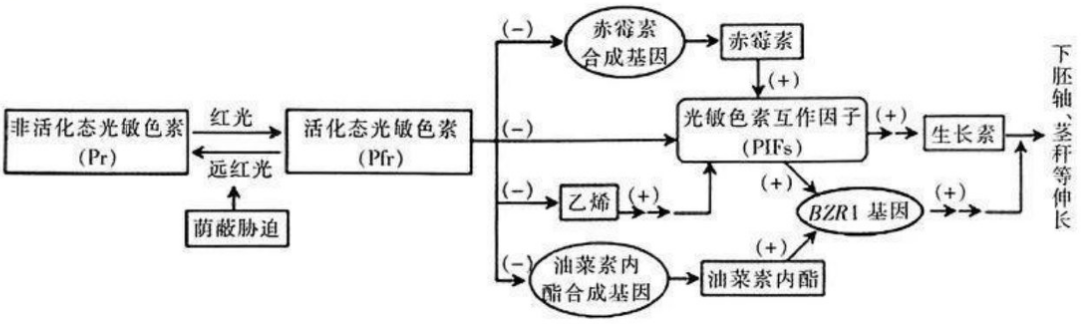 非活化态光敏色素
(Pr)
红光
远红光
荫蔽胁迫
活化态光敏色素
(Pfr)
(-)
赤霉素
合成基因
赤霉素
(+)
(-)
光敏色素互作因子
(PIFs)
(+)
生长素
(-)
乙烯
(+)
(+)
BZR1 基因
(+)
(-)
油菜素内
酯合成基因
油菜素内酯
(+)
下胚轴、茎秆等伸长